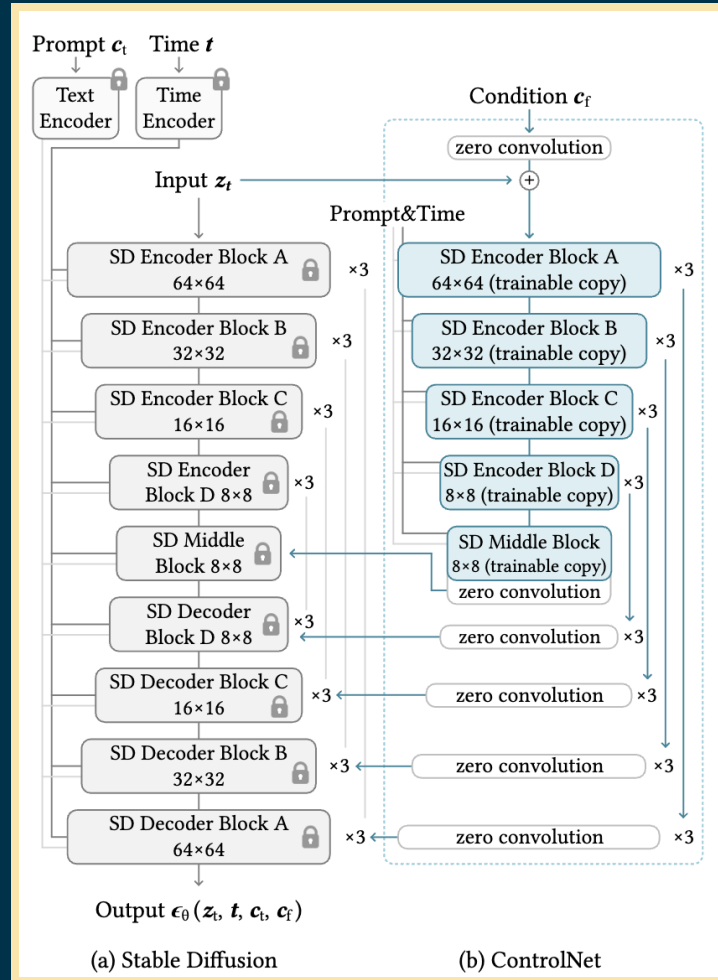 Prompt cₜ
Time t
Text
Encoder
Time
Encoder
Input zₜ
SD Encoder Block A
64×64
×3
SD Encoder Block B
32×32
×3
SD Encoder Block C
16×16
×3
SD Encoder
Block D 8×8
×3
SD Middle
Block 8×8
SD Decoder
Block D 8×8
×3
SD Decoder Block C
16×16
×3
SD Decoder Block B
32×32
×3
SD Decoder Block A
64×64
×3
Output ϵθ(zₜ, t, cₜ, c_f)
(a) Stable Diffusion
Condition c_f
zero convolution
+
Prompt&Time
SD Encoder Block A
64×64 (trainable copy)
×3
SD Encoder Block B
32×32 (trainable copy)
×3
SD Encoder Block C
16×16 (trainable copy)
×3
SD Encoder Block D
8×8 (trainable copy)
×3
SD Middle Block
8×8 (trainable copy)
zero convolution
zero convolution
×3
zero convolution
×3
zero convolution
×3
zero convolution
×3
(b) ControlNet